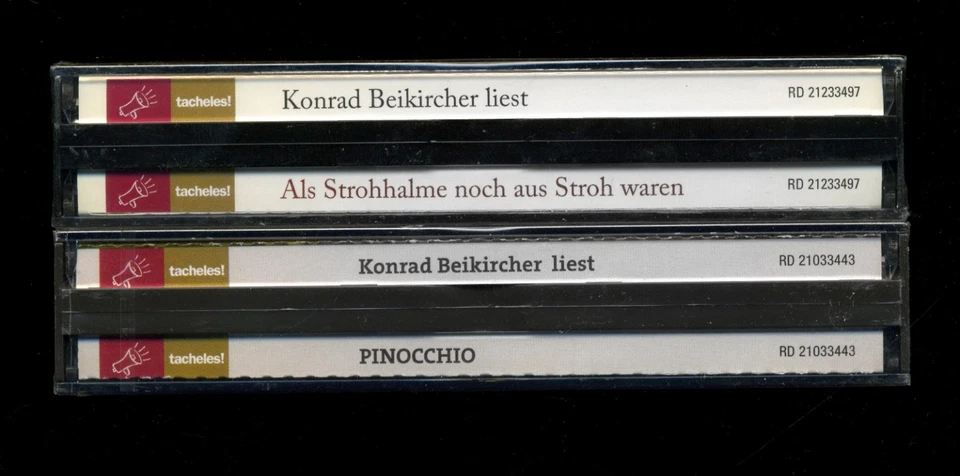 tacheles! Konrad Beikircher liest RD 21233497
tacheles! Als Strohhalme noch aus Stroh waren RD 21233497
tacheles! Konrad Beikircher liest RD 21033443
tacheles! PINOCCHIO RD 21033443